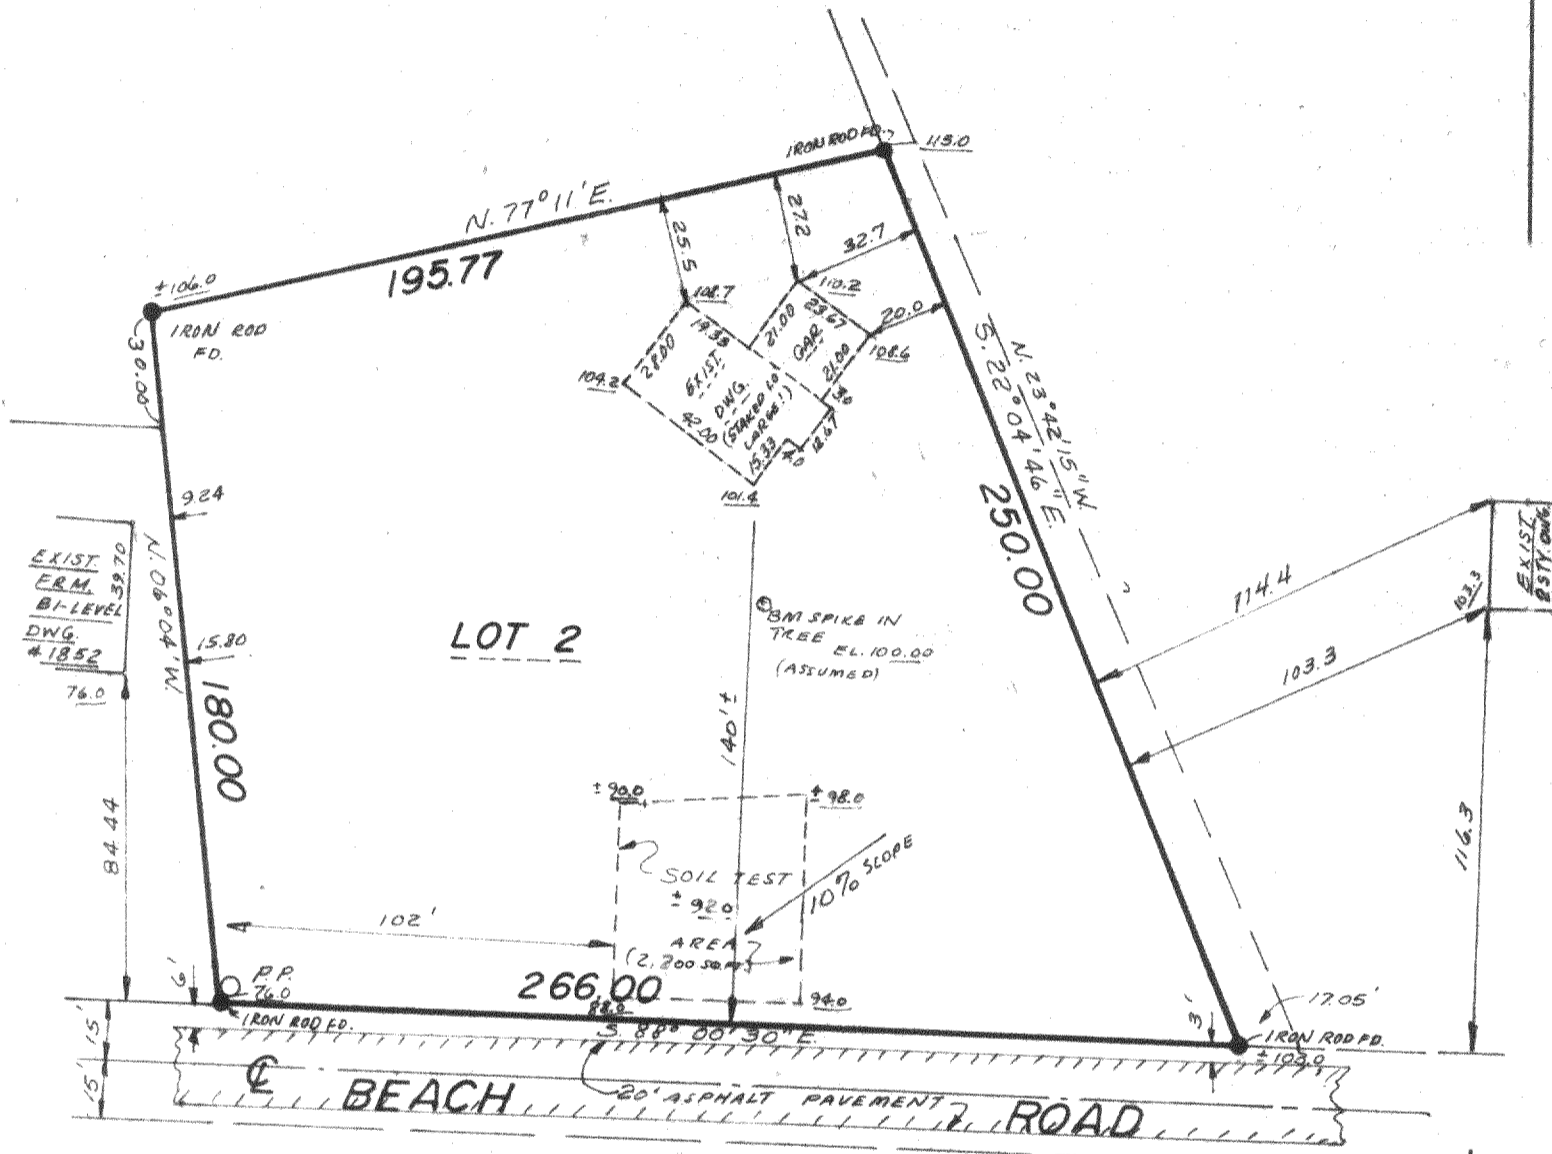 IRON ROD FD.
113.0
N. 77° 11' E.
195.77
± 106.0
IRON ROD
FD.
30.00
25.5
27.2
32.7
20.0
108.7
110.2
108.6
104.2
101.4
19.33
28.00
21.00
23.67
GAR
21.00
EXIST.
DWG.
(STAKED TO
LARGE!)
42.00
15.33
12.67
N. 23° 42' 15" W.
S. 22° 04' 46" E.
250.00
9.24
N. 06° 04' W.
180.00
15.80
EXIST.
FRM.
BI-LEVEL
DWG.
#1852
39.70
76.0
84.44
LOT 2
BM SPIKE IN
TREE
EL. 100.00
(ASSUMED)
140' ±
114.4
103.3
EXIST.
2 STY. DWG.
103.3
116.3
± 90.0
± 98.0
SOIL TEST
± 92.0
AREA
(2,200 SQ.FT.)
10% SLOPE
102'
P.P.
76.0
266.00
88.0
94.0
IRON ROD FD.
S. 88° 00' 30" E.
6'
3'
17.05'
IRON ROD FD.
± 103.0
15'
15'
20' ASPHALT PAVEMENT
℄ BEACH ROAD